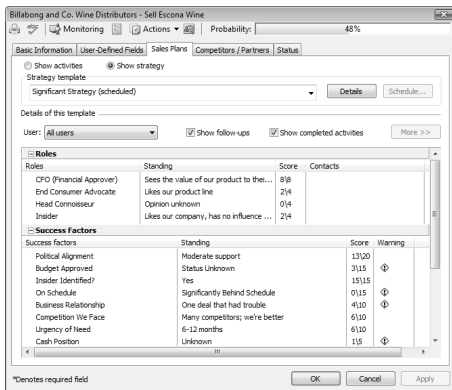 Billabong and Co. Wine Distributors - Sell Escona Wine
Monitoring Actions Probability: 48%
Basic Information User-Defined Fields Sales Plans Competitors / Partners Status
Show activities Show strategy
Strategy template
Significant Strategy (scheduled) Details Schedule...
Details of this template
User: All users Show follow-ups Show completed activities More >>
Roles
Roles Standing Score Contacts
CFO (Financial Approver) Sees the value of our product to thei... 8\8
End Consumer Advocate Likes our product line 2\4
Head Connoisseur Opinion unknown 0\4
Insider Likes our company, has no influence ... 2\4
Success Factors
Success factors Standing Score Warning
Political Alignment Moderate support 13\20
Budget Approved Status Unknown 3\15
Insider Identified? Yes 15\15
On Schedule Significantly Behind Schedule 0\15
Business Relationship One deal that had trouble 4\10
Competition We Face Many competitors; we're better 6\10
Urgency of Need 6-12 months 6\10
Cash Position Unknown 1\5
*Denotes required field OK Cancel Apply